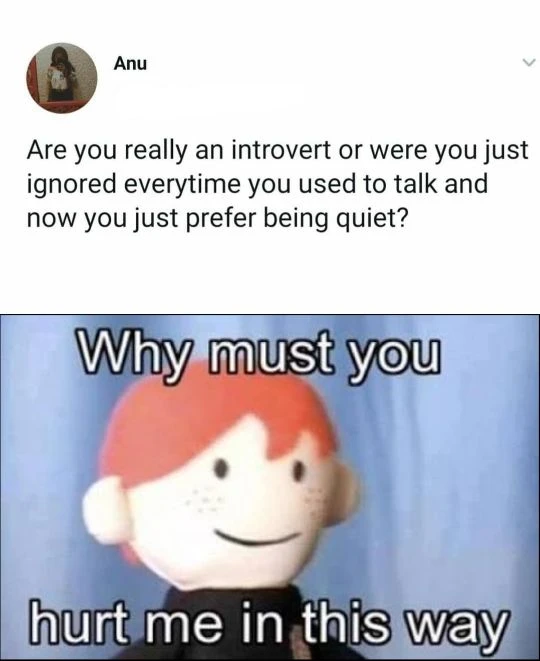 Anu
Are you really an introvert or were you just
ignored everytime you used to talk and
now you just prefer being quiet?
Why must you
hurt me in this way